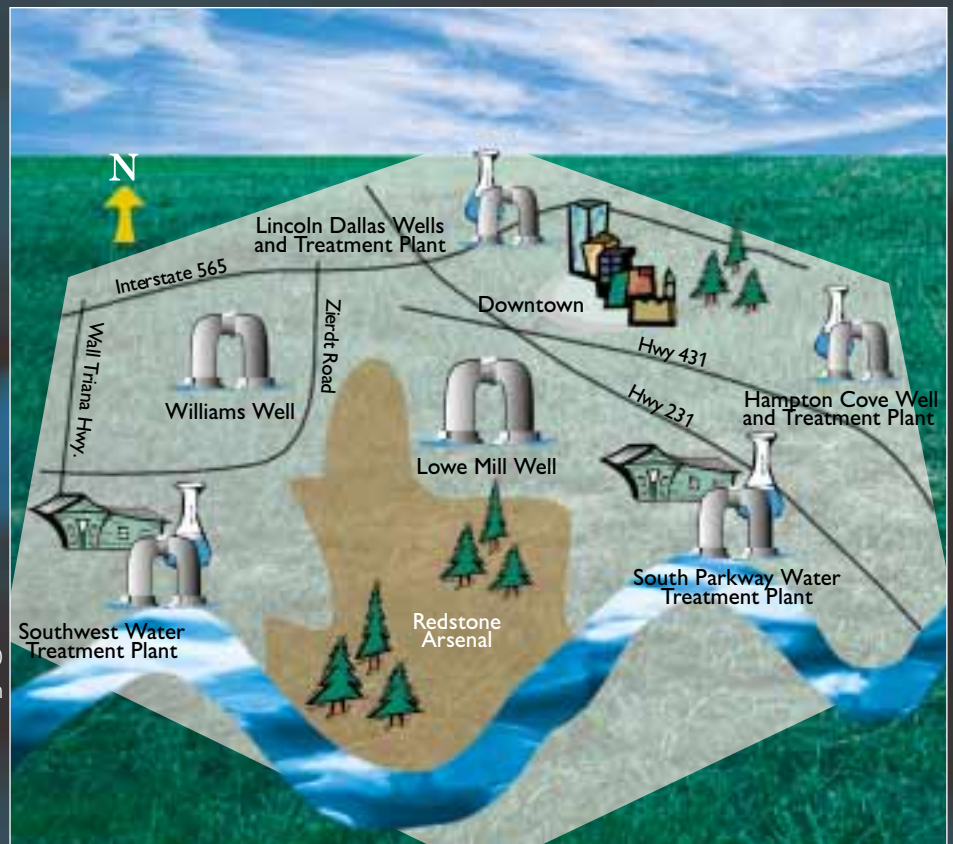 N
Lincoln Dallas Wells
and Treatment Plant
Interstate 565
Downtown
Wall Triana Hwy.
Zierdt Road
Hwy 431
Williams Well
Hwy 231
Hampton Cove Well
and Treatment Plant
Lowe Mill Well
South Parkway Water
Treatment Plant
Redstone
Arsenal
Southwest Water
Treatment Plant